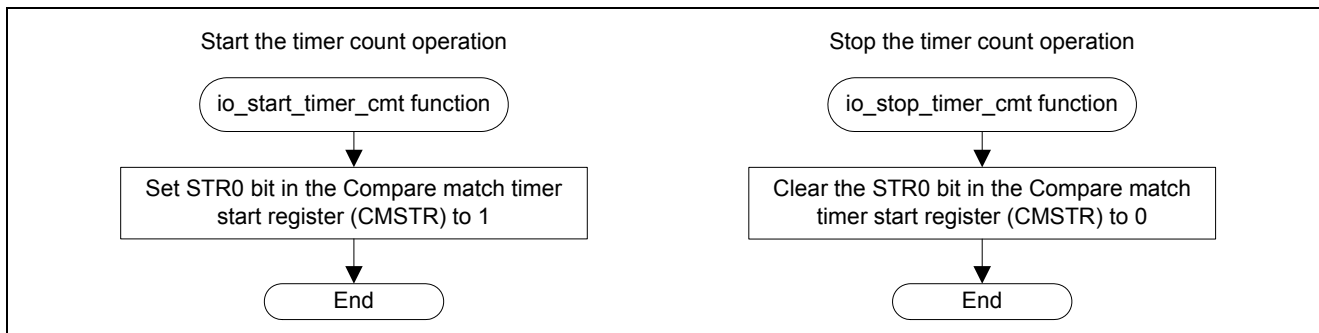 Start the timer count operation
io_start_timer_cmt function
Set STR0 bit in the Compare match timer
start register (CMSTR) to 1
End
Stop the timer count operation
io_stop_timer_cmt function
Clear the STR0 bit in the Compare match
timer start register (CMSTR) to 0
End